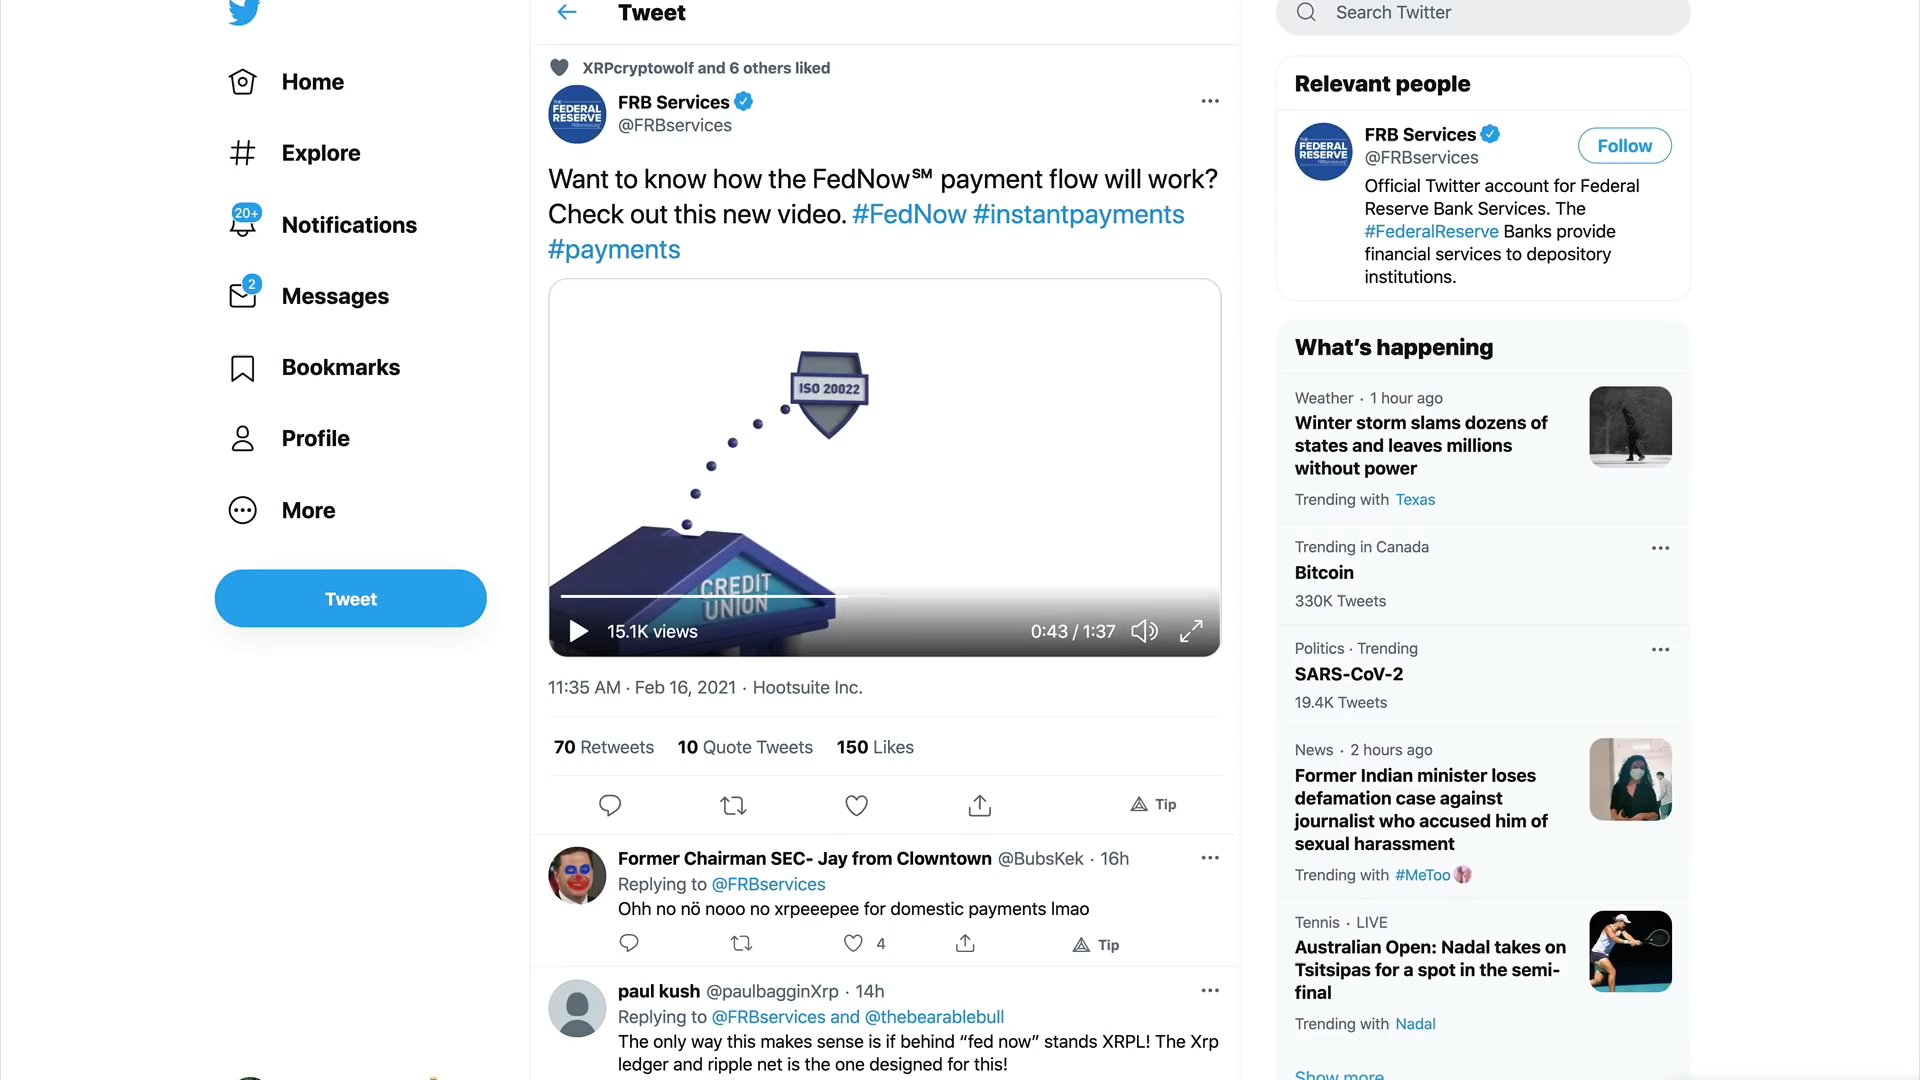 Home
Explore
20+
Notifications
2
Messages
Bookmarks
Profile
More
Tweet
Tweet
XRPcryptowolf and 6 others liked
THE
FEDERAL
RESERVE
FRB Services
@FRBservices
Want to know how the FedNow℠ payment flow will work?
Check out this new video. #FedNow #instantpayments
#payments
ISO 20022
CREDIT
UNION
15.1K views
0:43 / 1:37
11:35 AM · Feb 16, 2021 · Hootsuite Inc.
70 Retweets 10 Quote Tweets 150 Likes
Tip
Former Chairman SEC- Jay from Clowntown @BubsKek · 16h
Replying to @FRBservices
Ohh no nö nooo no xrpeeepee for domestic payments lmao
4
Tip
paul kush @paulbagginXrp · 14h
Replying to @FRBservices and @thebearablebull
The only way this makes sense is if behind “fed now” stands XRPL! The Xrp
ledger and ripple net is the one designed for this!
Search Twitter
Relevant people
THE
FEDERAL
RESERVE
FRB Services
@FRBservices
Follow
Official Twitter account for Federal
Reserve Bank Services. The
#FederalReserve Banks provide
financial services to depository
institutions.
What’s happening
Weather · 1 hour ago
Winter storm slams dozens of
states and leaves millions
without power
Trending with Texas
Trending in Canada
Bitcoin
330K Tweets
Politics · Trending
SARS-CoV-2
19.4K Tweets
News · 2 hours ago
Former Indian minister loses
defamation case against
journalist who accused him of
sexual harassment
Trending with #MeToo
Tennis · LIVE
Australian Open: Nadal takes on
Tsitsipas for a spot in the semi-
final
Trending with Nadal
Show more